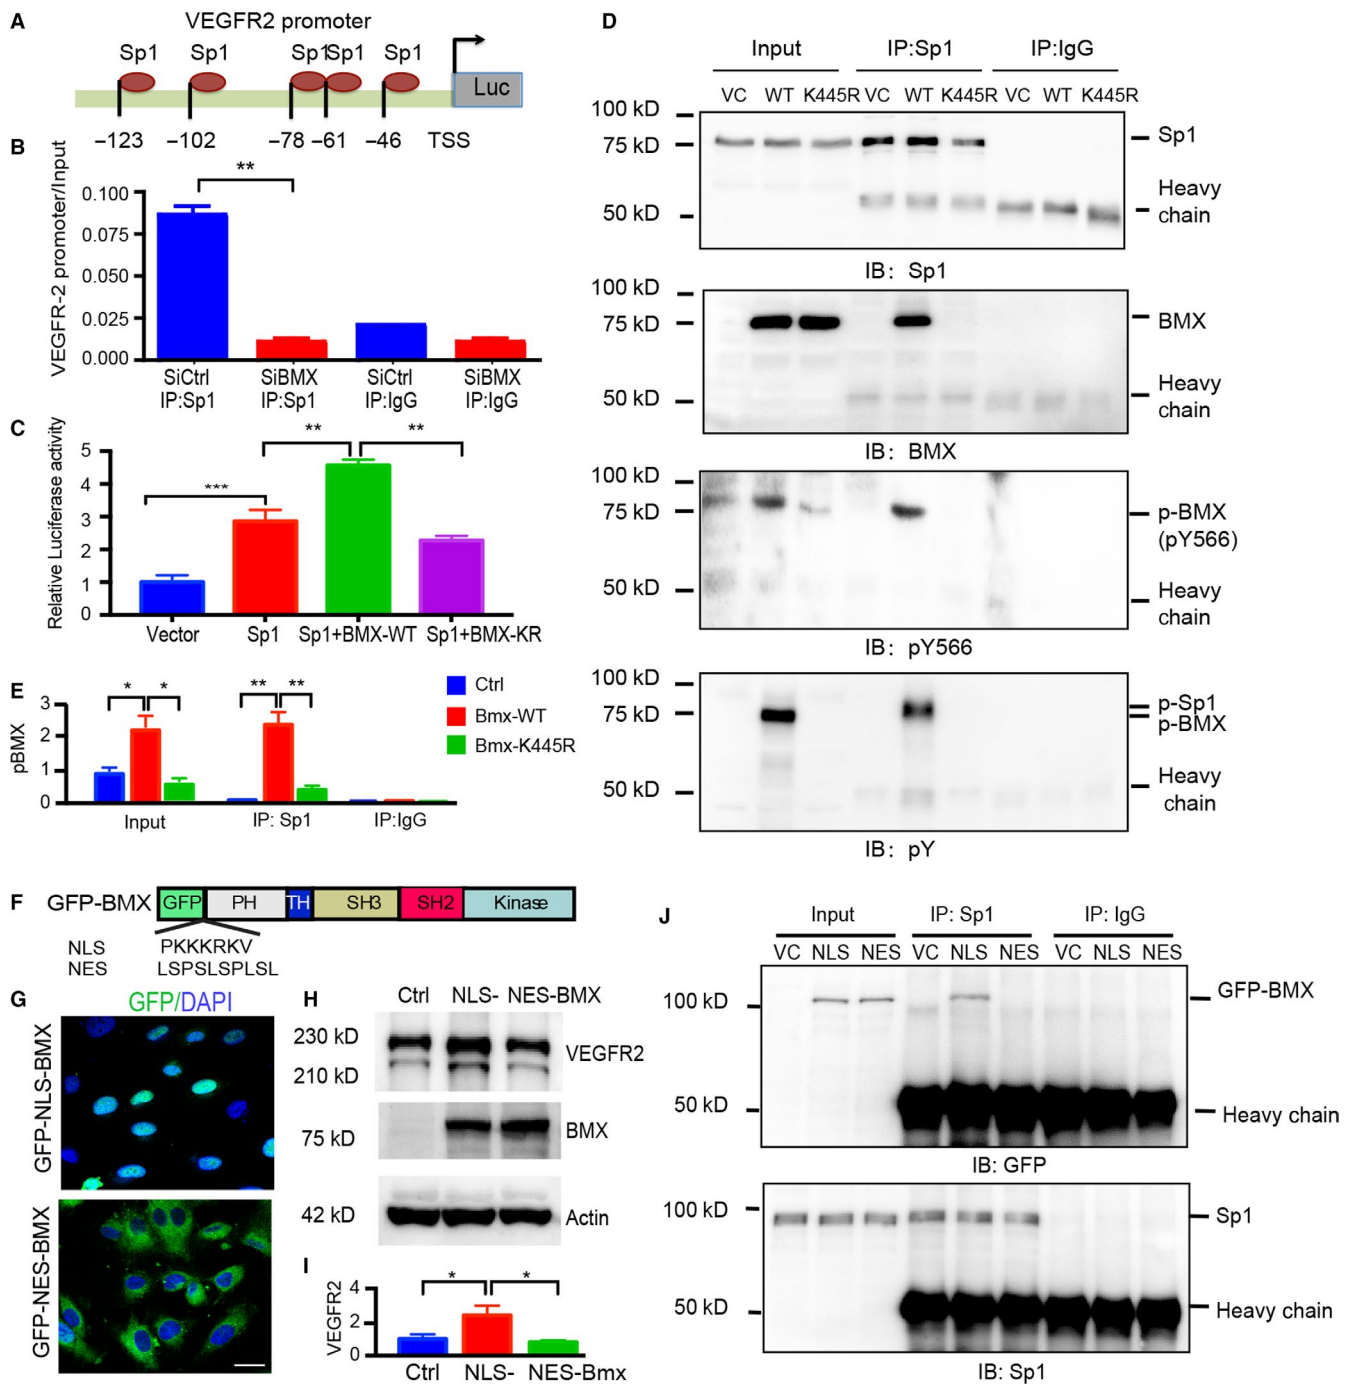 A
VEGFR2 promoter
Sp1 Sp1 Sp1 Sp1 Sp1
Luc
−123 −102 −78 −61 −46 TSS
B
VEGFR-2 promoter/Input
**
0.100
0.075
0.050
0.025
0.000
SiCtrl SiBMX SiCtrl SiBMX
IP:Sp1 IP:Sp1 IP:IgG IP:IgG
C
Relative Luciferase activity
** **
***
5
4
3
2
1
0
Vector Sp1 Sp1+BMX-WT Sp1+BMX-KR
D
Input IP:Sp1 IP:IgG
VC WT K445R VC WT K445R VC WT K445R
100 kD
75 kD
50 kD
Sp1
Heavy
chain
IB: Sp1
100 kD
75 kD
50 kD
BMX
Heavy
chain
IB: BMX
100 kD
75 kD
50 kD
p-BMX
(pY566)
Heavy
chain
IB: pY566
100 kD
75 kD
50 kD
p-Sp1
p-BMX
Heavy
chain
IB: pY
E
pBMX
* * ** **
3
2
1
0
Input IP: Sp1 IP:IgG
Ctrl
Bmx-WT
Bmx-K445R
F
GFP-BMX GFP PH TH SH3 SH2 Kinase
NLS PKKKRKV
NES LSPSLSPLSL
G
GFP/DAPI
GFP-NLS-BMX
GFP-NES-BMX
H
Ctrl NLS- NES-BMX
230 kD
210 kD
VEGFR2
75 kD
BMX
42 kD
Actin
I
VEGFR2
* *
4
2
0
Ctrl NLS- NES-Bmx
J
Input IP: Sp1 IP: IgG
VC NLS NES VC NLS NES VC NLS NES
100 kD
50 kD
GFP-BMX
Heavy chain
IB: GFP
100 kD
50 kD
Sp1
Heavy chain
IB: Sp1